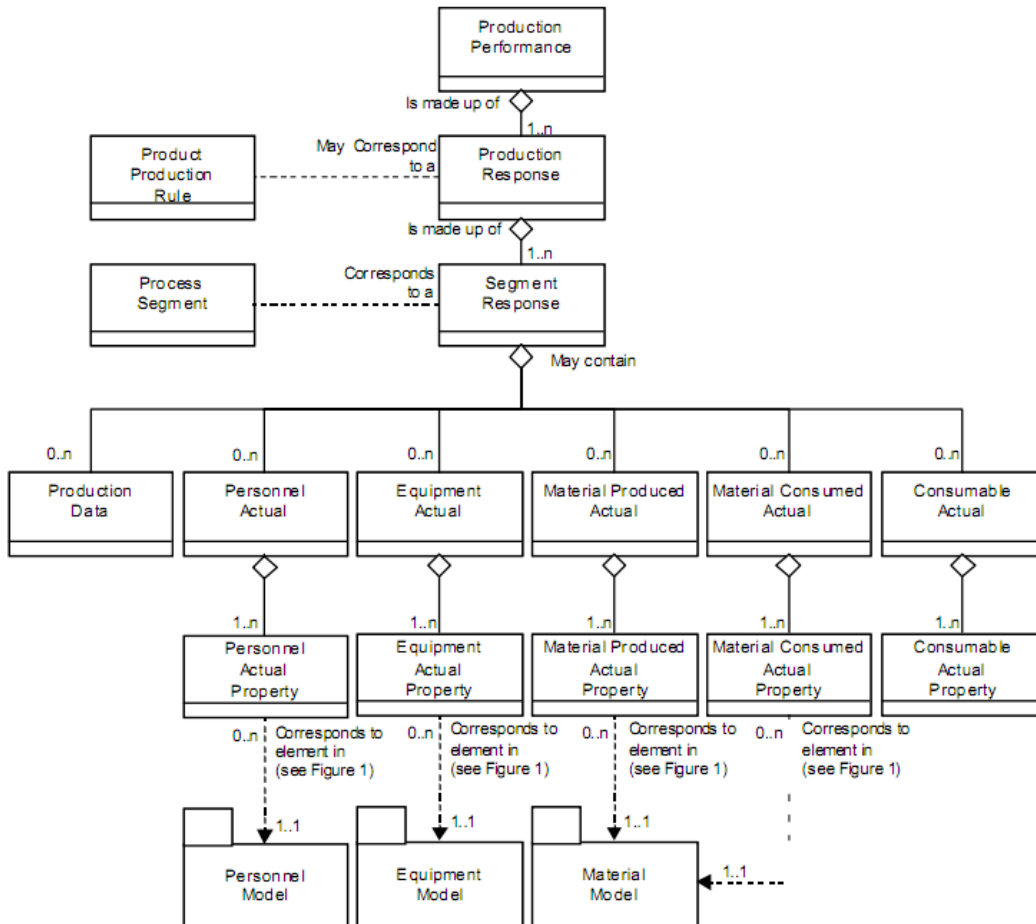 Production
Performance
Is made up of
1..n
Product
Production
Rule
May Correspond
to a
Production
Response
Is made up of
1..n
Process
Segment
Corresponds
to a
Segment
Response
May contain
0..n
0..n
0..n
0..n
0..n
0..n
Production
Data
Personnel
Actual
Equipment
Actual
Material Produced
Actual
Material Consumed
Actual
Consumable
Actual
1..n
1..n
1..n
1..n
1..n
Personnel
Actual
Property
Equipment
Actual
Property
Material Produced
Actual
Property
Material Consumed
Actual
Property
Consumable
Actual
Property
0..n
Corresponds to
element in
(see Figure 1)
0..n
Corresponds to
element in
(see Figure 1)
0..n
Corresponds to
element in
(see Figure 1)
0..n
Corresponds to
element in
(see Figure 1)
1..1
1..1
1..1
1..1
Personnel
Model
Equipment
Model
Material
Model